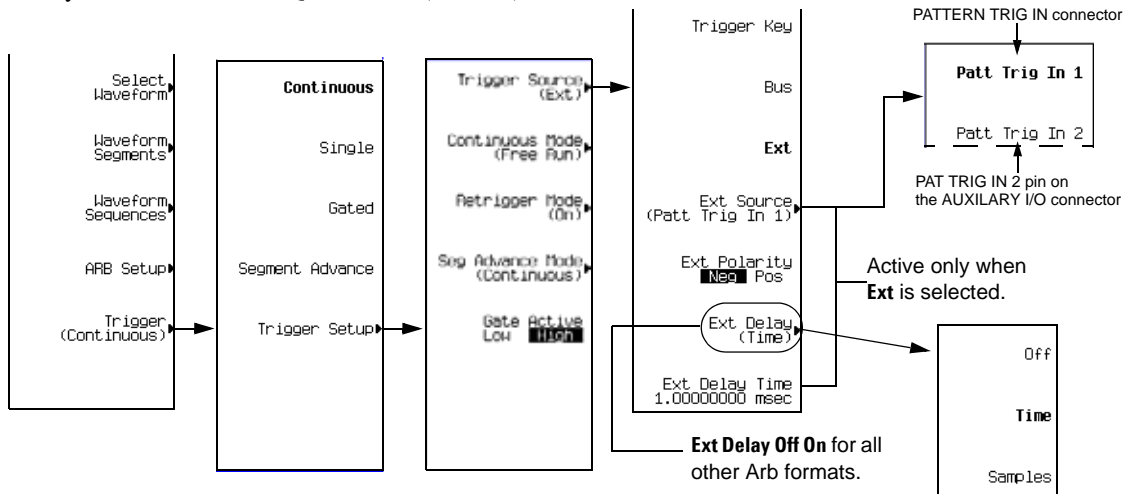 Select
Waveform
Waveform
Segments
Waveform
Sequences
ARB Setup
Trigger
(Continuous)
Continuous
Single
Gated
Segment Advance
Trigger Setup
Trigger Source
(Ext)
Continuous Mode
(Free Run)
Retrigger Mode
(On)
Seg Advance Mode
(Continuous)
Gate Active
Low High
Trigger Key
Bus
Ext
Ext Source
(Patt Trig In 1)
Ext Polarity
Neg Pos
Ext Delay
(Time)
Ext Delay Time
1.00000000 msec
PATTERN TRIG IN connector
Patt Trig In 1
Patt Trig In 2
PAT TRIG IN 2 pin on
the AUXILARY I/O connector
Active only when
Ext is selected.
Ext Delay Off On for all
other Arb formats.
Off
Time
Samples